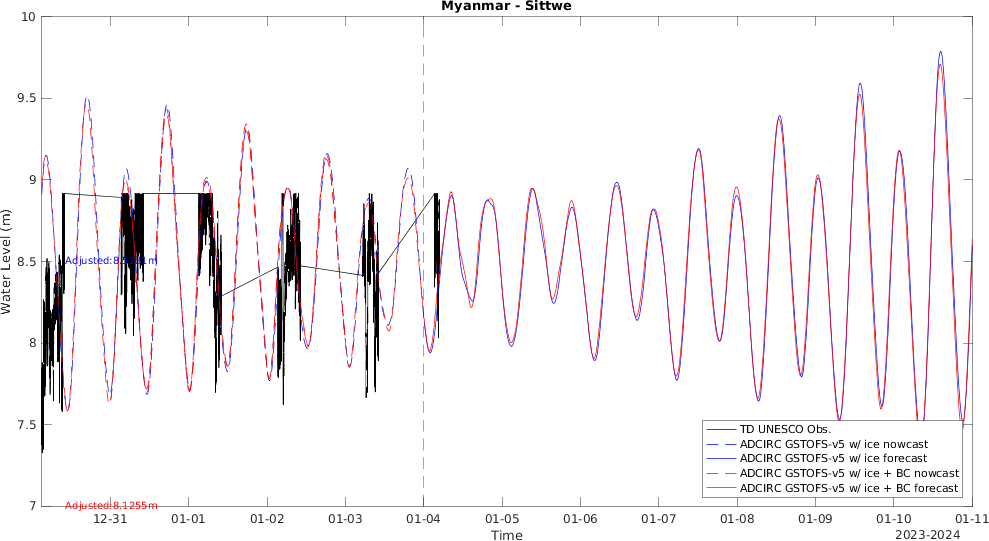 Myanmar - Sittwe
10
9.5
9
8.5
8
7.5
7
Water Level (m)
Adjusted:
Adjusted:8.1255m
TD UNESCO Obs.
ADCIRC GSTOFS-v5 w/ ice nowcast
ADCIRC GSTOFS-v5 w/ ice forecast
ADCIRC GSTOFS-v5 w/ ice + BC nowcast
ADCIRC GSTOFS-v5 w/ ice + BC forecast
12-31 01-01 01-02 01-03 01-04 01-05 01-06 01-07 01-08 01-09 01-10 01-11
Time
2023-2024